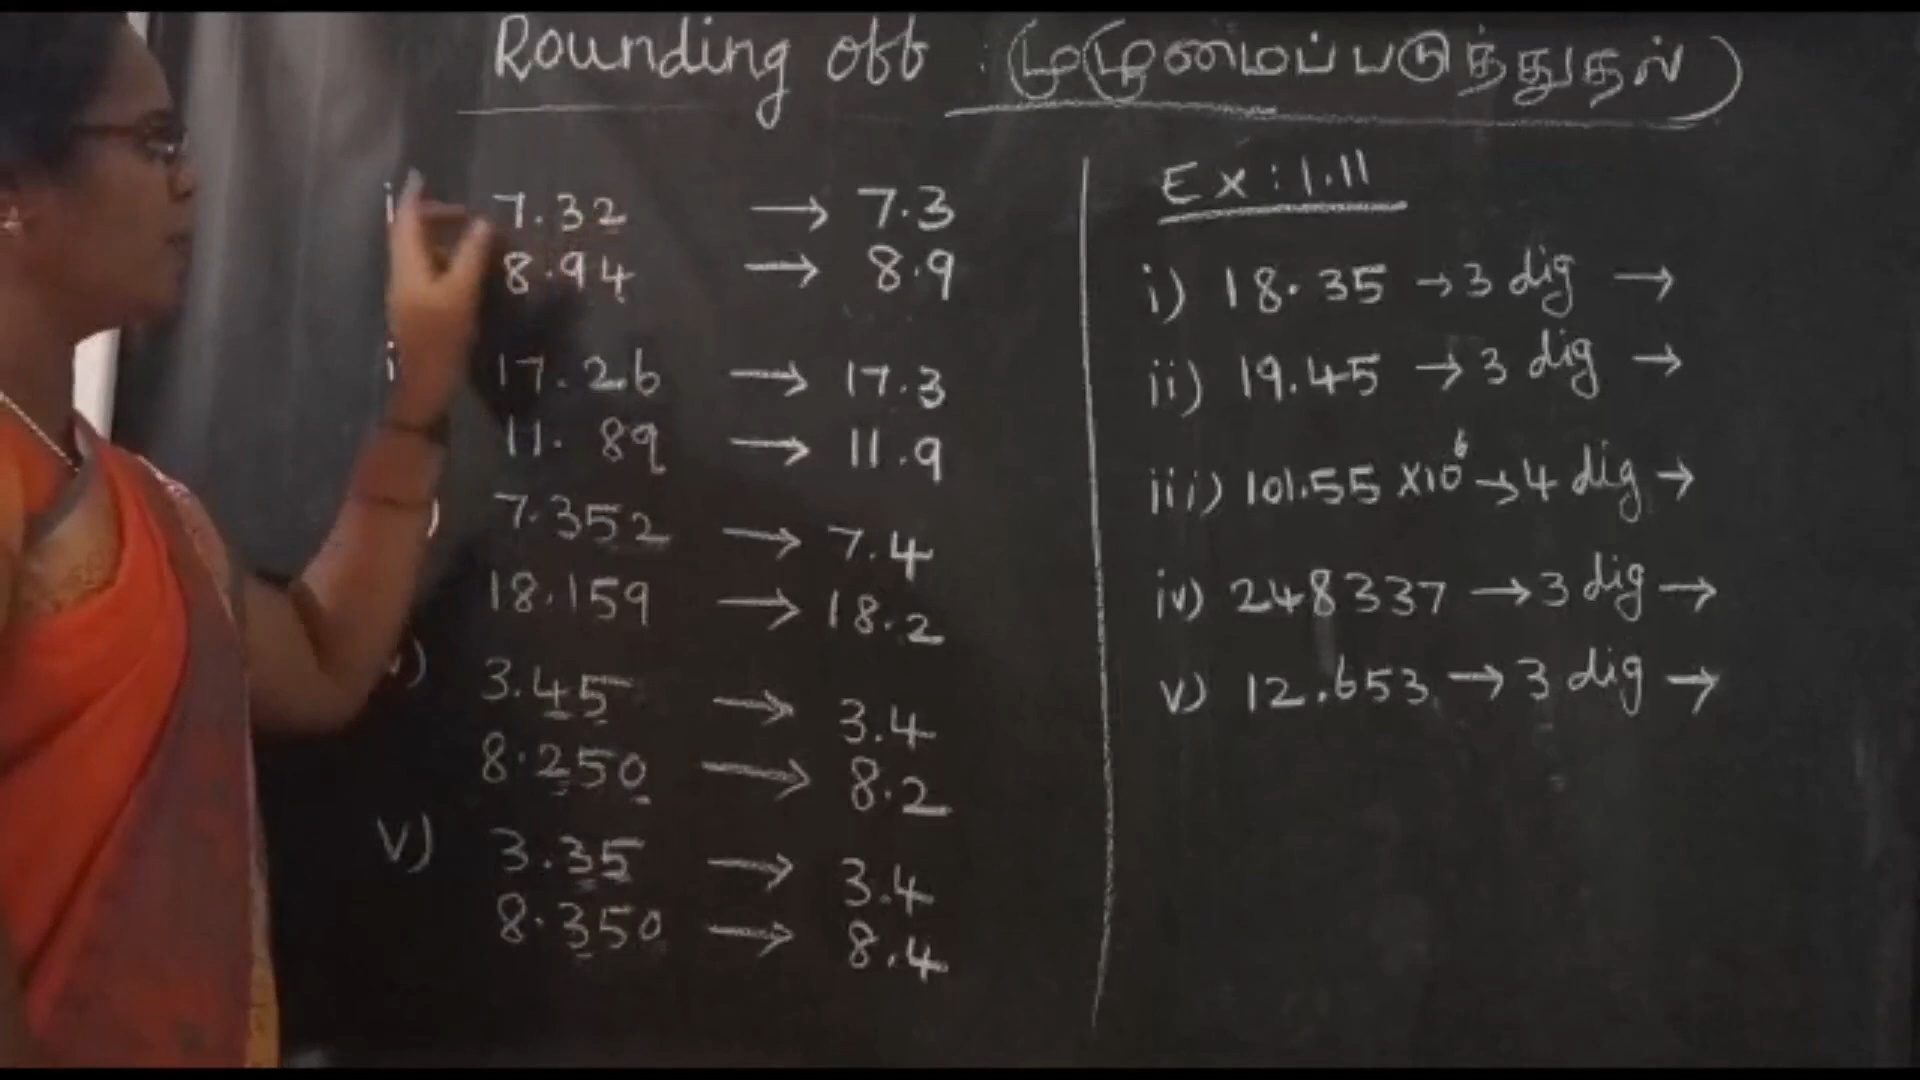 Rounding off : (முழுமைப்படுத்துதல்)
i
7.32 → 7.3
8.94 → 8.9
i
17.26 → 17.3
11.89 → 11.9
) 7.352 → 7.4
18.159 → 18.2
) 3.45 → 3.4
8.250 → 8.2
v) 3.35 → 3.4
8.350 → 8.4
Ex : 1.11
i) 18.35 → 3 dig →
ii) 19.45 → 3 dig →
iii) 101.55 ×10⁶ → 4 dig →
iv) 248337 → 3 dig →
v) 12.653 → 3 dig →